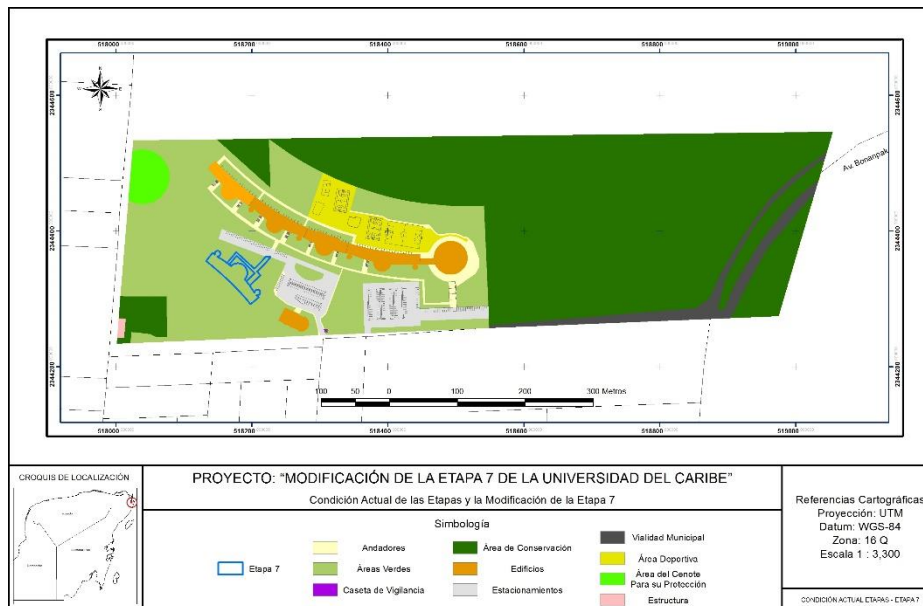 518000 518200 518400 518600 518800 519000
N
W E
S
2344600 2344600
Av. Bonanpak
2344400 2344400
2344200 2344200
100 50 0 100 200 300 Metros
518000 518200 518400 518600 518800 519000
CROQUIS DE LOCALIZACIÓN
PROYECTO: “MODIFICACIÓN DE LA ETAPA 7 DE LA UNIVERSIDAD DEL CARIBE”
Condición Actual de las Etapas y la Modificación de la Etapa 7
Simbología
Etapa 7
Andadores
Áreas Verdes
Caseta de Vigilancia
Área de Conservación
Edificios
Estacionamientos
Vialidad Municipal
Área Deportiva
Área del Cenote
Para su Protección
Estructura
Referencias Cartográficas
Proyección: UTM
Datum: WGS-84
Zona: 16 Q
Escala 1 : 3,300
CONDICIÓN ACTUAL ETAPAS - ETAPA 7